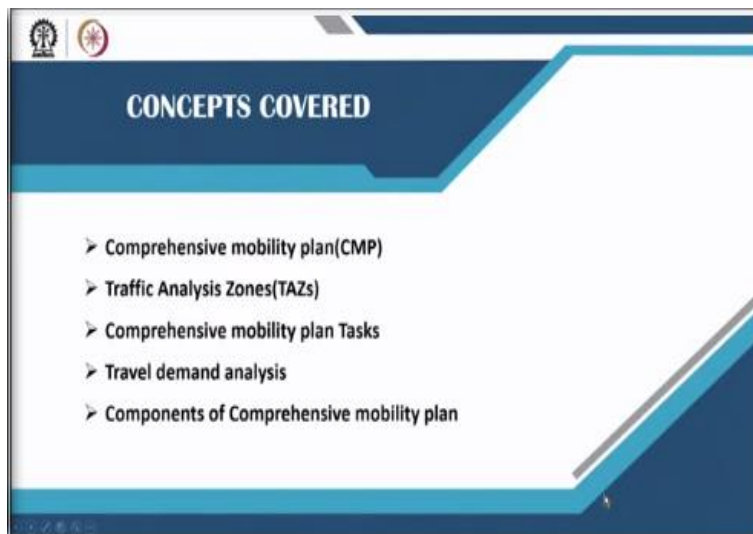 CONCEPTS COVERED
➢ Comprehensive mobility plan(CMP)
➢ Traffic Analysis Zones(TAZs)
➢ Comprehensive mobility plan Tasks
➢ Travel demand analysis
➢ Components of Comprehensive mobility plan